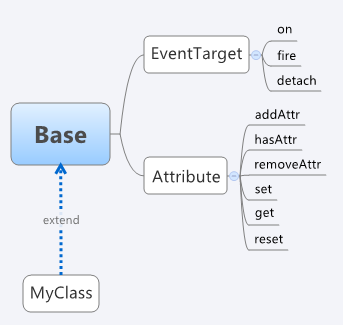 on
EventTarget
fire
detach
Base
addAttr
hasAttr
removeAttr
Attribute
set
get
reset
extend
MyClass